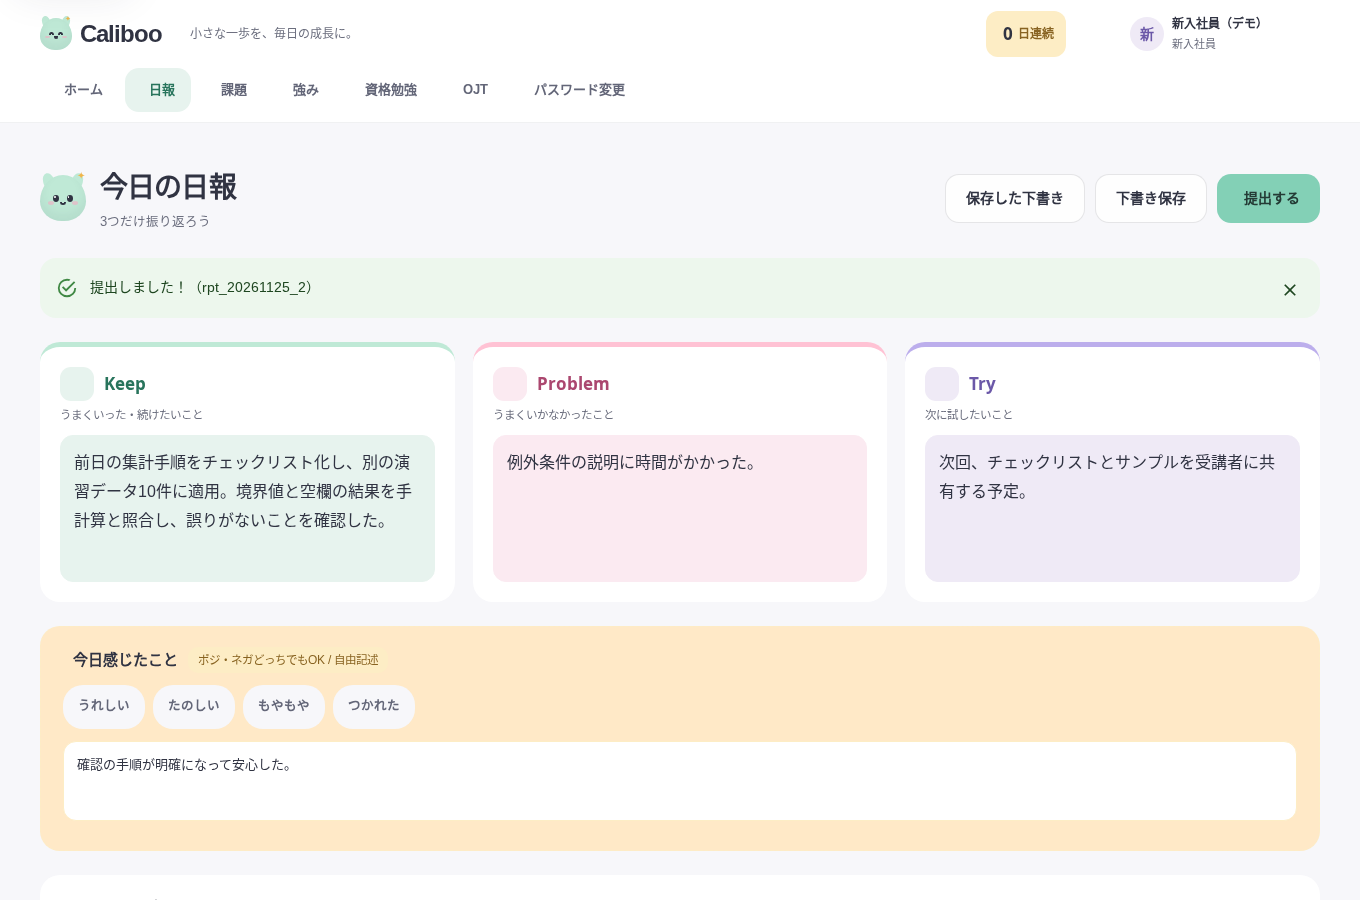 Caliboo
小さな一歩を、毎日の成長に。
0 日連続
新
新入社員（デモ）
新入社員
ホーム
日報
課題
強み
資格勉強
OJT
パスワード変更
今日の日報
3つだけ振り返ろう
保存した下書き
下書き保存
提出する
提出しました！（rpt_20261125_2）
Keep
うまくいった・続けたいこと
前日の集計手順をチェックリスト化し、別の演
習データ10件に適用。境界値と空欄の結果を手
計算と照合し、誤りがないことを確認した。
Problem
うまくいかなかったこと
例外条件の説明に時間がかかった。
Try
次に試したいこと
次回、チェックリストとサンプルを受講者に共
有する予定。
今日感じたこと
ポジ・ネガどっちでもOK / 自由記述
うれしい
たのしい
もやもや
つかれた
確認の手順が明確になって安心した。